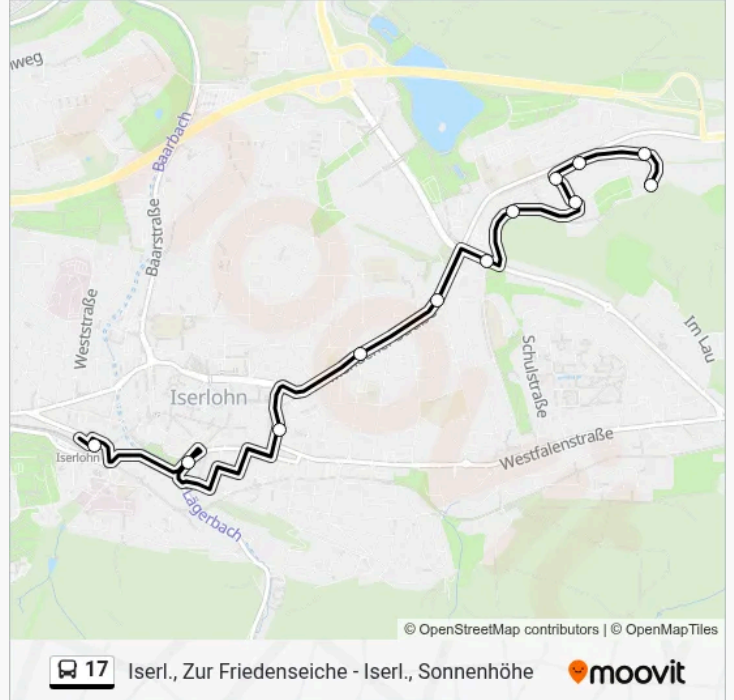 nweg
Baarbach
Baarstraße
Weststraße
Im Lau
Schulstraße
Iserlohn
Westfalenstraße
Iserlohn
Lägerbach
© OpenStreetMap contributors | © OpenMapTiles
17 Iserl., Zur Friedenseiche - Iserl., Sonnenhöhe moovit